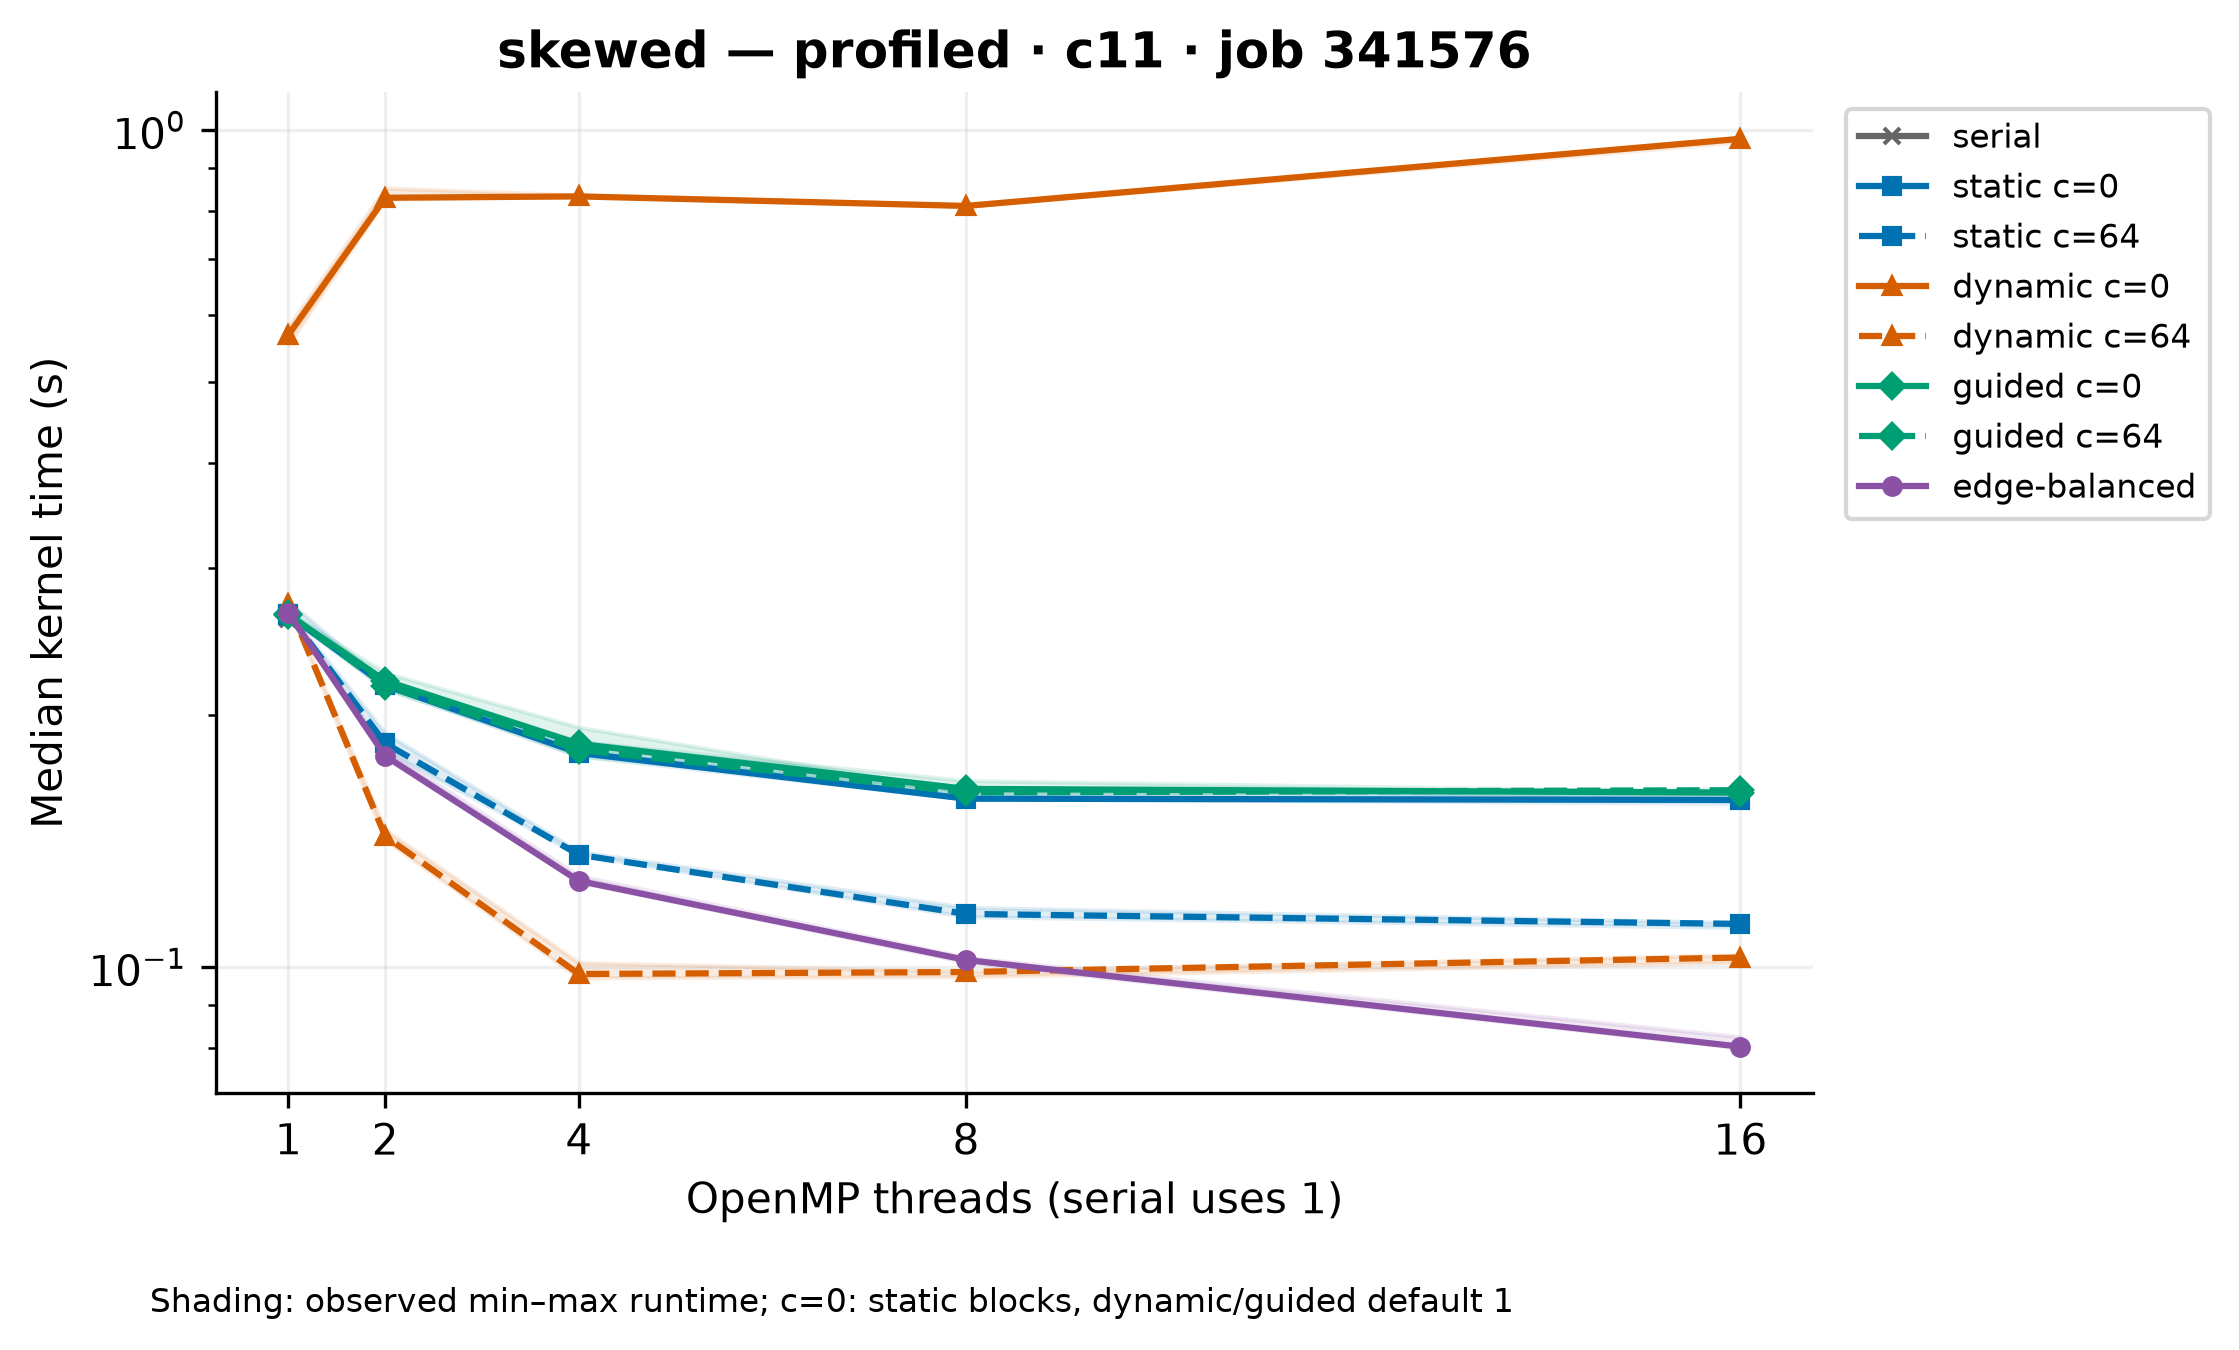 skewed — profiled · c11 · job 341576
10⁰
10⁻¹
Median kernel time (s)
1 2 4 8 16
OpenMP threads (serial uses 1)
serial
static c=0
static c=64
dynamic c=0
dynamic c=64
guided c=0
guided c=64
edge-balanced
Shading: observed min–max runtime; c=0: static blocks, dynamic/guided default 1